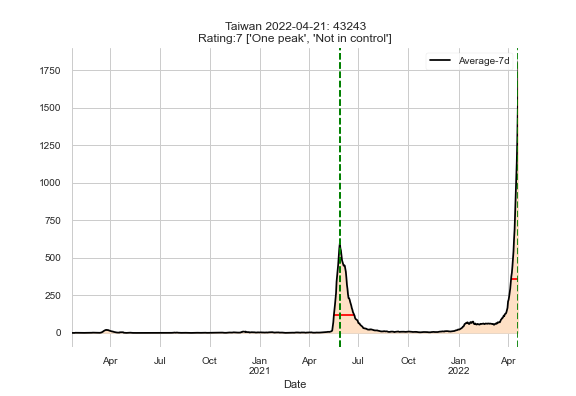 Taiwan 2022-04-21: 43243
Rating:7 ['One peak', 'Not in control']
Average-7d
1750
1500
1250
1000
750
500
250
0
Apr Jul Oct Jan Apr Jul Oct Jan Apr
2021 2022
Date